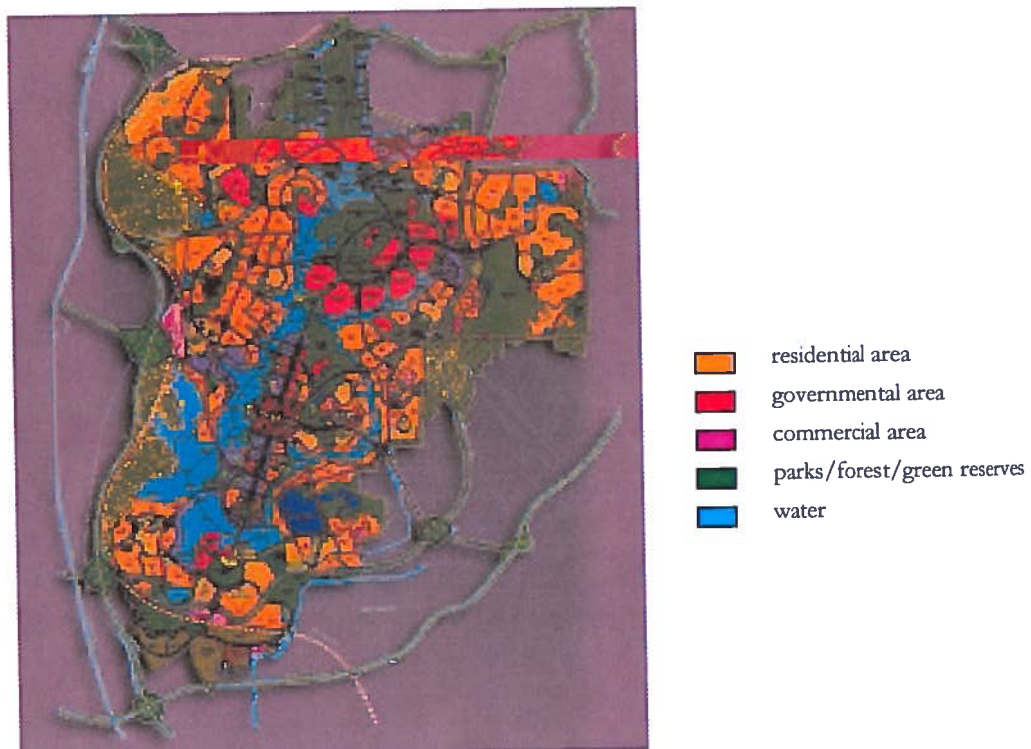 residential area
governmental area
commercial area
parks/forest/green reserves
water